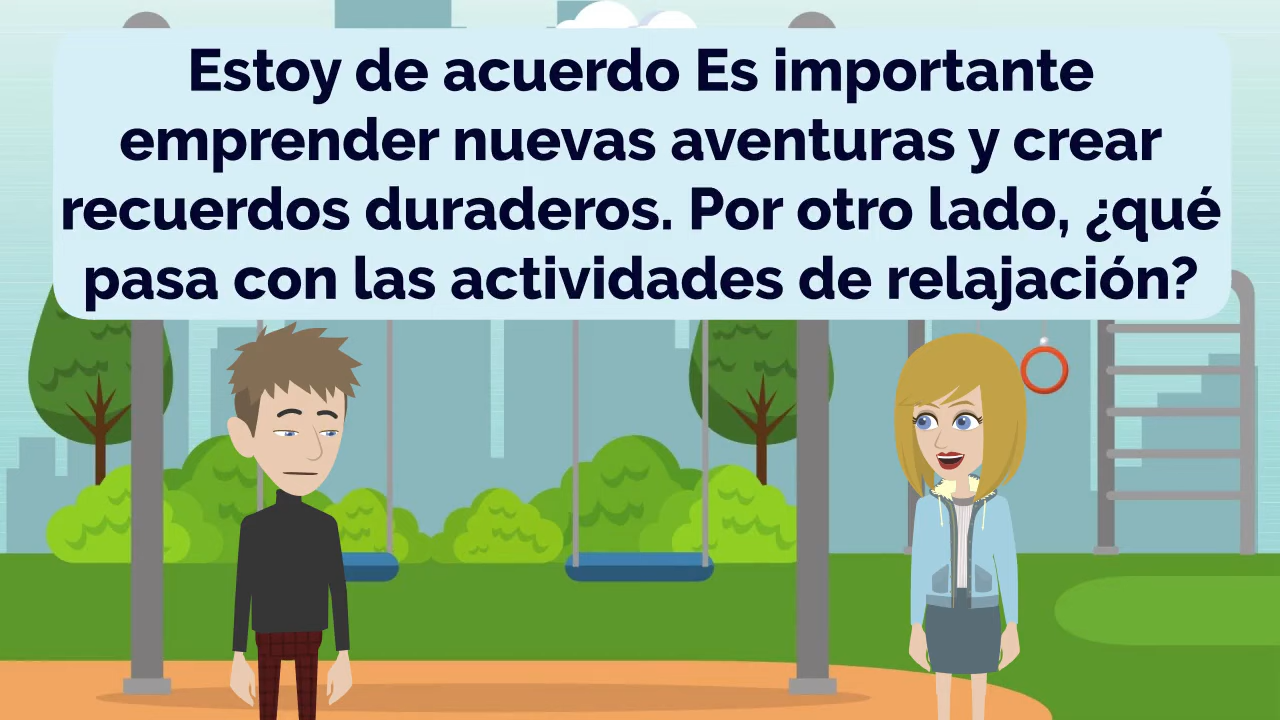 Estoy de acuerdo Es importante
emprender nuevas aventuras y crear
recuerdos duraderos. Por otro lado, ¿qué
pasa con las actividades de relajación?